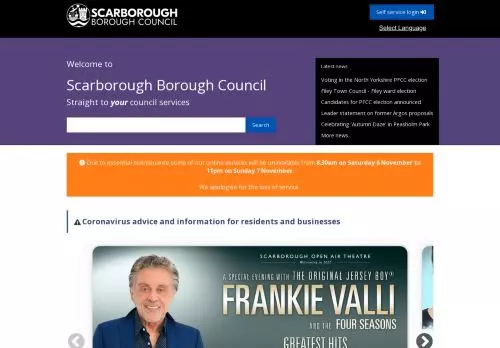 SCARBOROUGH
BOROUGH COUNCIL
Self service login
Select Language
Welcome to
Scarborough Borough Council
Straight to your council services
Search
Latest news
Voting in the North Yorkshire PFCC election
Filey Town Council - Filey ward election
Candidates for PFCC election announced
Leader statement on former Argos proposals
Celebrating 'Autumn Daze' in Peasholm Park
More news...
Due to essential maintenance some of our online services will be unavailable from 8.30am on Saturday 6 November to
11pm on Sunday 7 November.
We apologise for the loss of service.
Coronavirus advice and information for residents and businesses
SCARBOROUGH OPEN AIR THEATRE
Welcoming in 2022
A SPECIAL EVENING WITH THE ORIGINAL JERSEY BOY®
FRANKIE VALLI
AND THE FOUR SEASONS
GREATEST HITS